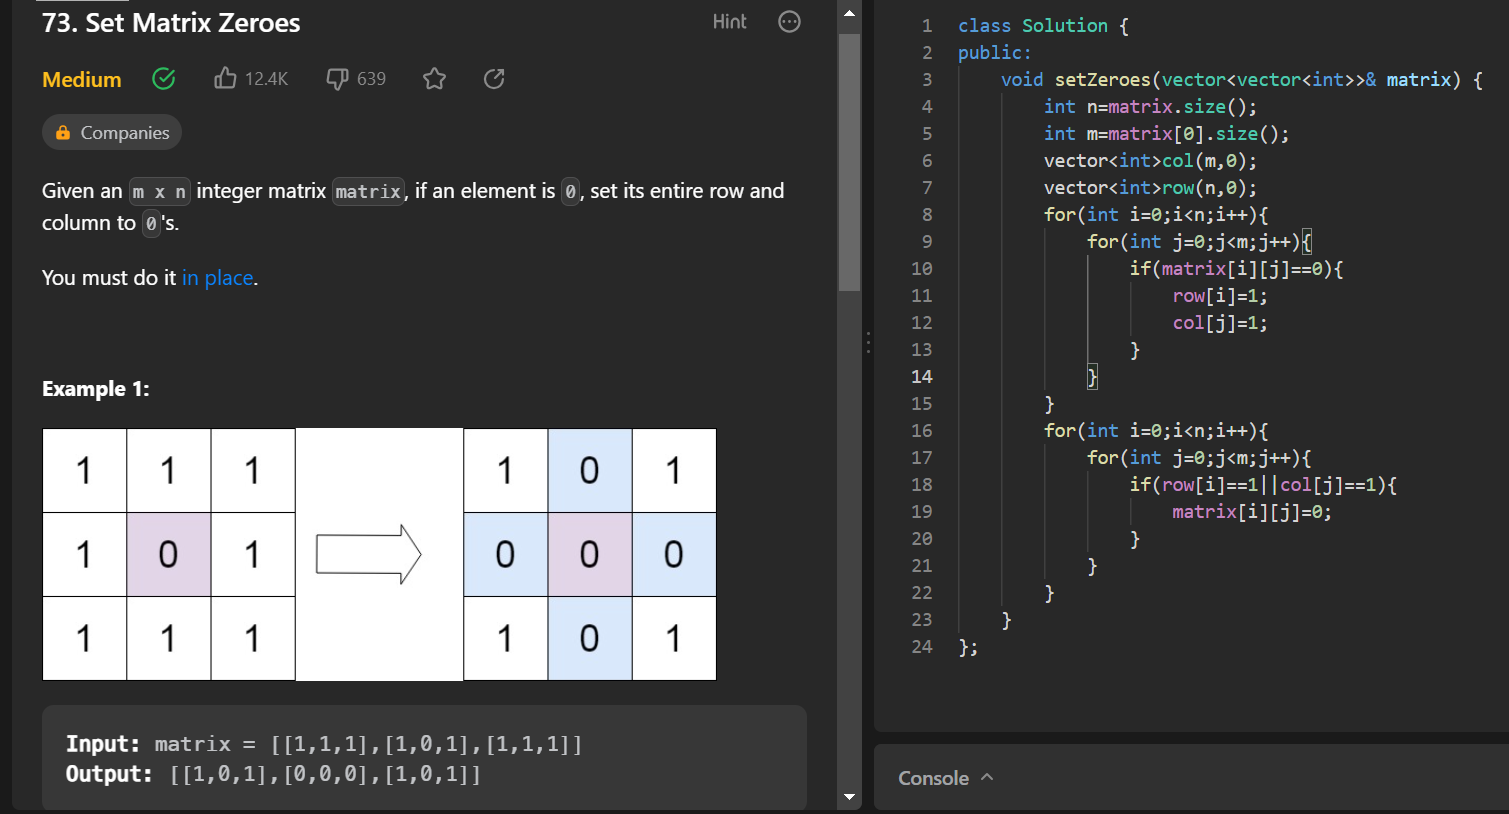 73. Set Matrix Zeroes
Hint
Medium
12.4K
639
Companies
Given an m x n integer matrix matrix, if an element is 0, set its entire row and
column to 0's.
You must do it in place.
Example 1:
1 1 1 1 0 1
1 0 1 0 0 0
1 1 1 1 0 1
Input: matrix = [[1,1,1],[1,0,1],[1,1,1]]
Output: [[1,0,1],[0,0,0],[1,0,1]]
1 class Solution {
2 public:
3     void setZeroes(vector<vector<int>>& matrix) {
4         int n=matrix.size();
5         int m=matrix[0].size();
6         vector<int>col(m,0);
7         vector<int>row(n,0);
8         for(int i=0;i<n;i++){
9             for(int j=0;j<m;j++){
10                 if(matrix[i][j]==0){
11                     row[i]=1;
12                     col[j]=1;
13                 }
14             }
15         }
16         for(int i=0;i<n;i++){
17             for(int j=0;j<m;j++){
18                 if(row[i]==1||col[j]==1){
19                     matrix[i][j]=0;
20                 }
21             }
22         }
23     }
24 };
Console